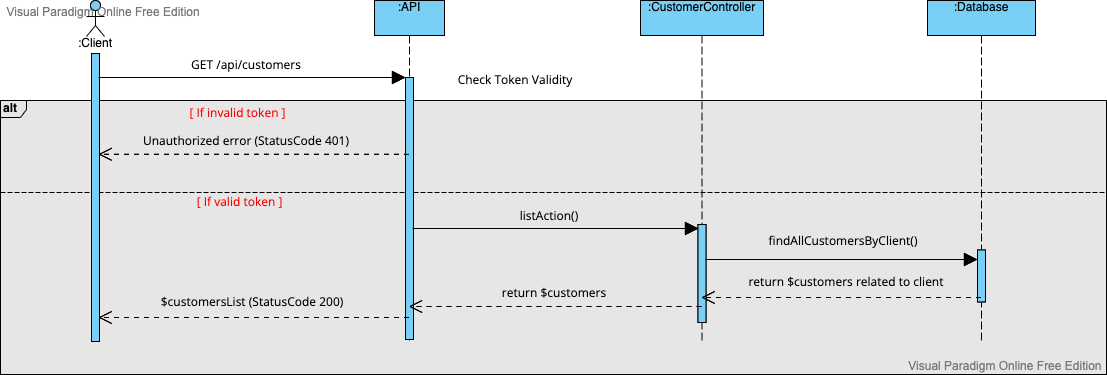 Visual Paradigm Online Free Edition
:Client
:API
:CustomerController
:Database
GET /api/customers
Check Token Validity
alt
[ If invalid token ]
Unauthorized error (StatusCode 401)
[ If valid token ]
listAction()
findAllCustomersByClient()
return $customers related to client
return $customers
$customersList (StatusCode 200)
Visual Paradigm Online Free Edition